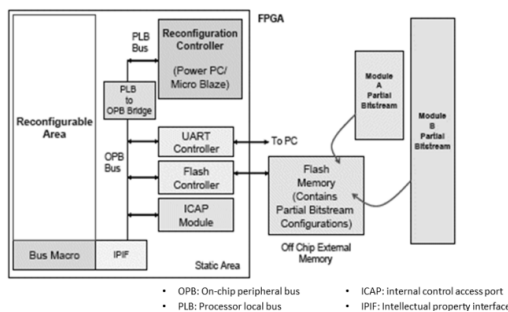 FPGA
PLB
Bus
Reconfiguration
Controller
(Power PC/
Micro Blaze)
PLB
to
OPB Bridge
Reconfigurable
Area
OPB
Bus
UART
Controller
To PC
Flash
Controller
ICAP
Module
Bus Macro
IPIF
Static Area
Flash
Memory
(Contains
Partial Bitstream
Configurations)
Off Chip External
Memory
Module
A
Partial
Bitstream
Module
B
Partial
Bitstream
• OPB: On-chip peripheral bus
• PLB: Processor local bus
• ICAP: internal control access port
• IPIF: Intellectual property interface